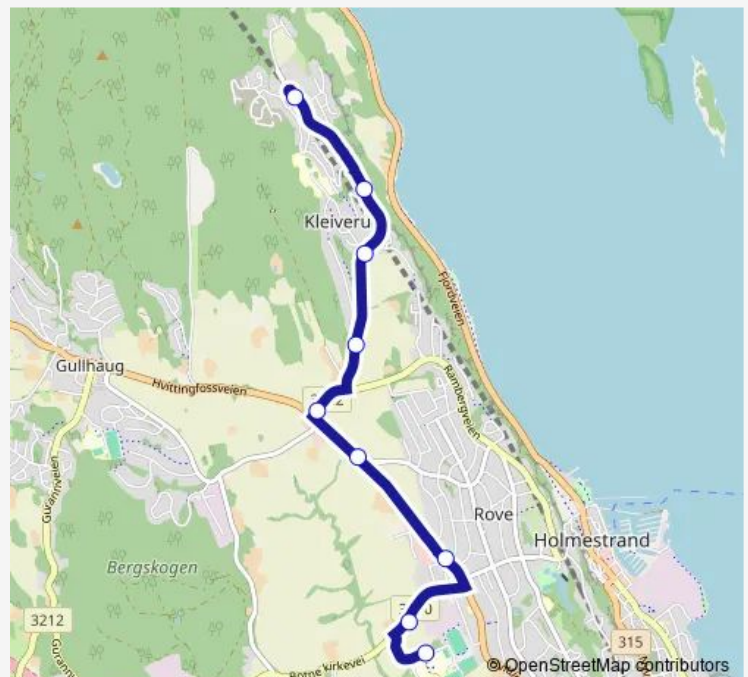 Kleiveru
Fjordveien
Gullhaug
Hvittingfossveien
Rambergveien
Rove
Holmestrand
Bergskogen
3212
315
Botne Kirkevei
© OpenStreetMap contributors